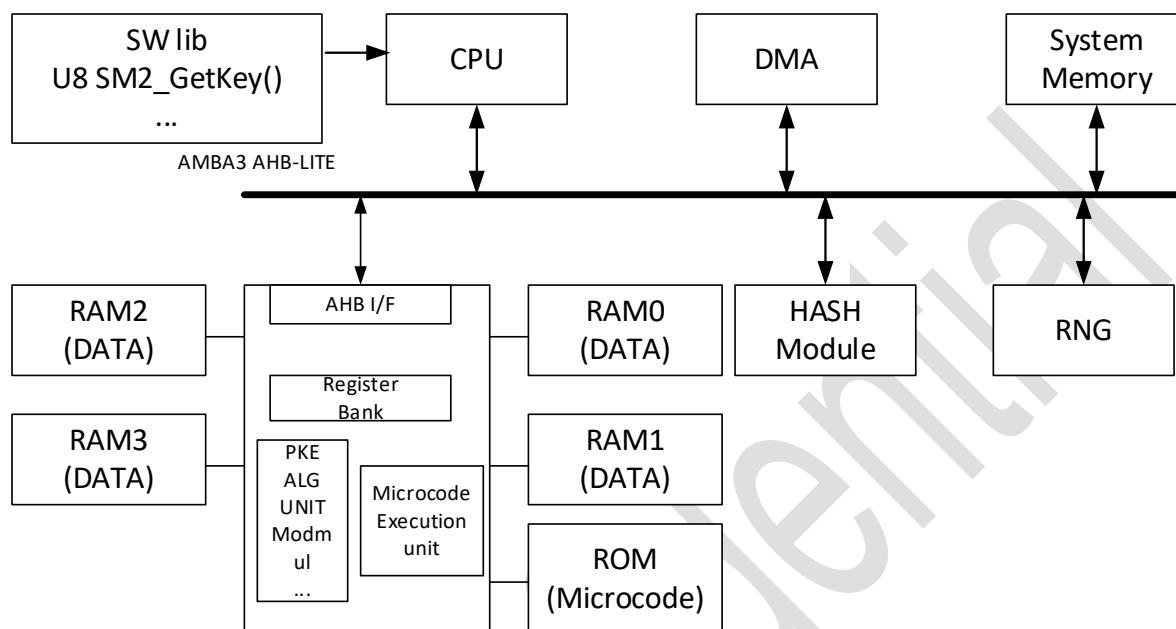 SW lib
U8 SM2_GetKey()
...
CPU
DMA
System
Memory
AMBA3 AHB-LITE
RAM2
(DATA)
AHB I/F
RAM0
(DATA)
HASH
Module
RNG
Register
Bank
RAM3
(DATA)
RAM1
(DATA)
PKE
ALG
UNIT
Modm
ul
...
Microcode
Execution
unit
ROM
(Microcode)
dential